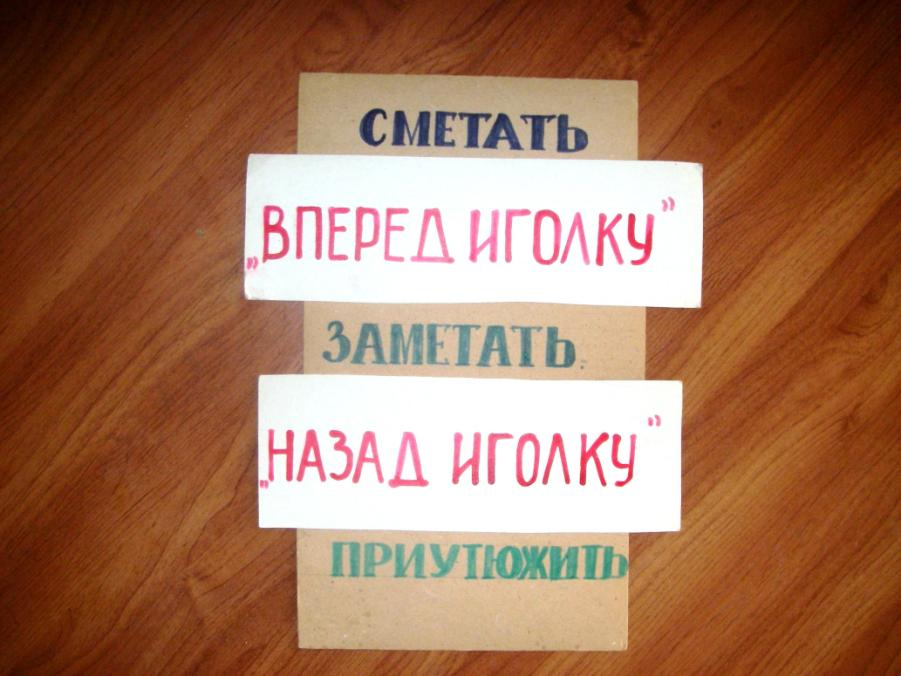 СМЕТАТЬ
„ВПЕРЕД ИГОЛКУ”
ЗАМЕТАТЬ.
„НАЗАД ИГОЛКУ”
ПРИУТЮЖИТЬ